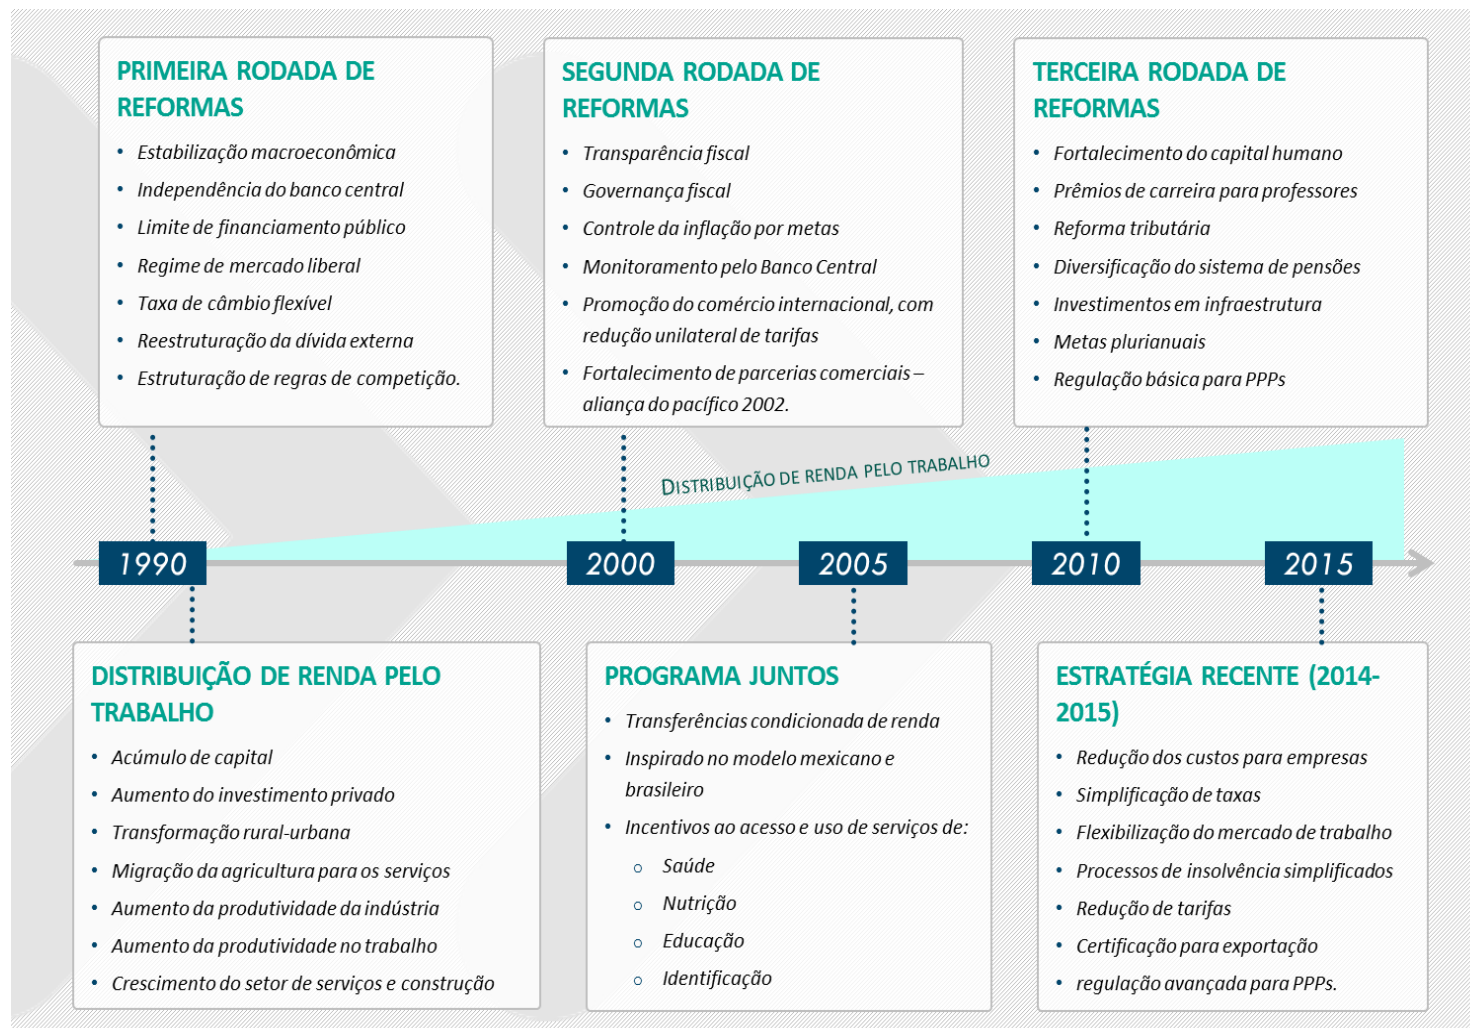 PRIMEIRA RODADA DE
REFORMAS
• Estabilização macroeconômica
• Independência do banco central
• Limite de financiamento público
• Regime de mercado liberal
• Taxa de câmbio flexível
• Reestruturação da dívida externa
• Estruturação de regras de competição.
SEGUNDA RODADA DE
REFORMAS
• Transparência fiscal
• Governança fiscal
• Controle da inflação por metas
• Monitoramento pelo Banco Central
• Promoção do comércio internacional, com
redução unilateral de tarifas
• Fortalecimento de parcerias comerciais –
aliança do pacífico 2002.
TERCEIRA RODADA DE
REFORMAS
• Fortalecimento do capital humano
• Prêmios de carreira para professores
• Reforma tributária
• Diversificação do sistema de pensões
• Investimentos em infraestrutura
• Metas plurianuais
• Regulação básica para PPPs
DISTRIBUIÇÃO DE RENDA PELO TRABALHO
1990
2000
2005
2010
2015
DISTRIBUIÇÃO DE RENDA PELO
TRABALHO
• Acúmulo de capital
• Aumento do investimento privado
• Transformação rural-urbana
• Migração da agricultura para os serviços
• Aumento da produtividade da indústria
• Aumento da produtividade no trabalho
• Crescimento do setor de serviços e construção
PROGRAMA JUNTOS
• Transferências condicionada de renda
• Inspirado no modelo mexicano e
brasileiro
• Incentivos ao acesso e uso de serviços de:
o Saúde
o Nutrição
o Educação
o Identificação
ESTRATÉGIA RECENTE (2014-
2015)
• Redução dos custos para empresas
• Simplificação de taxas
• Flexibilização do mercado de trabalho
• Processos de insolvência simplificados
• Redução de tarifas
• Certificação para exportação
• regulação avançada para PPPs.